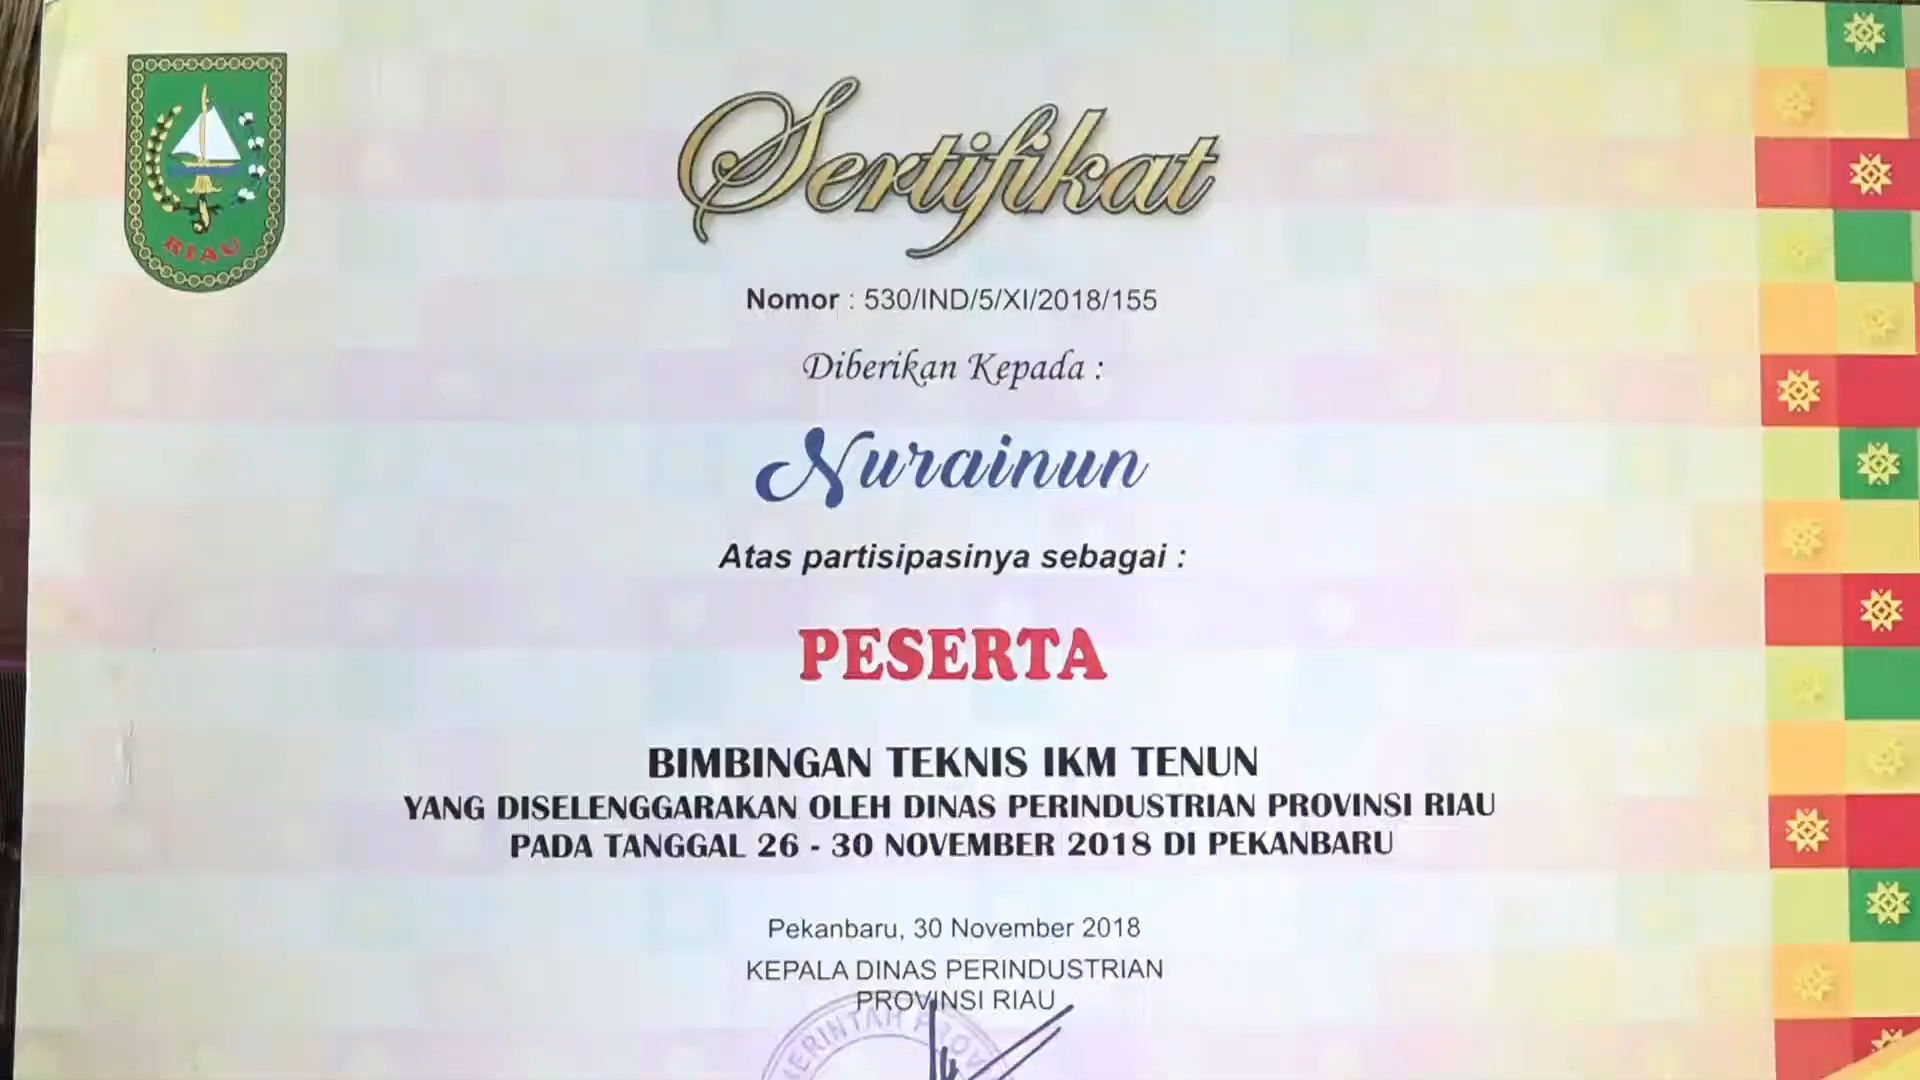 RIAU
Sertifikat
Nomor : 530/IND/5/XI/2018/155
Diberikan Kepada :
Nurainun
Atas partisipasinya sebagai :
PESERTA
BIMBINGAN TEKNIS IKM TENUN
YANG DISELENGGARAKAN OLEH DINAS PERINDUSTRIAN PROVINSI RIAU
PADA TANGGAL 26 - 30 NOVEMBER 2018 DI PEKANBARU
Pekanbaru, 30 November 2018
KEPALA DINAS PERINDUSTRIAN
PROVINSI RIAU